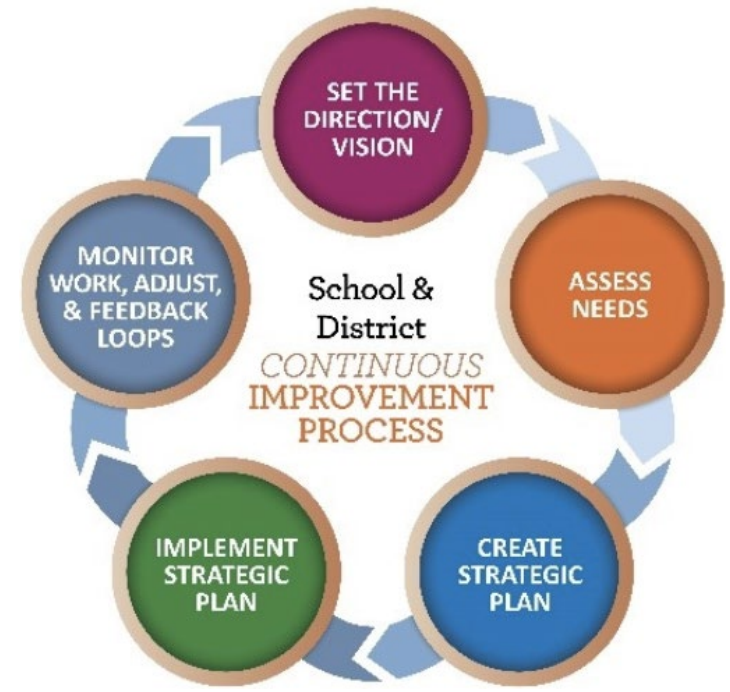 SET THE
DIRECTION/
VISION
ASSESS
NEEDS
CREATE
STRATEGIC
PLAN
IMPLEMENT
STRATEGIC
PLAN
MONITOR
WORK, ADJUST,
& FEEDBACK
LOOPS
School &
District
CONTINUOUS
IMPROVEMENT
PROCESS